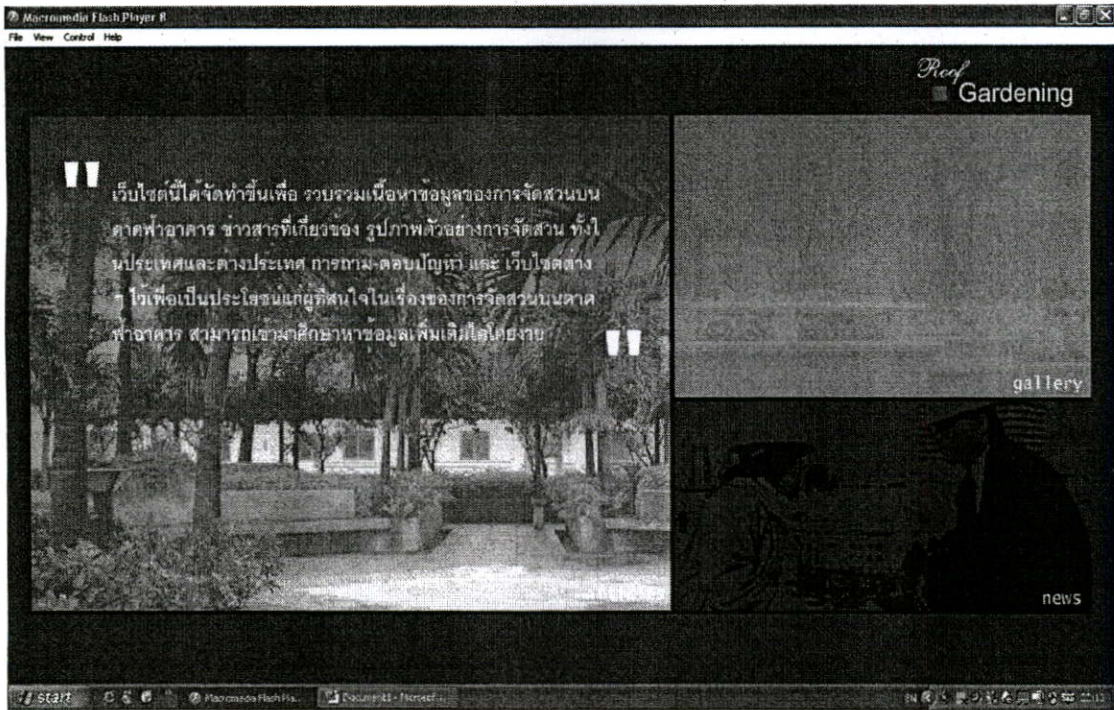 Macromedia Flash Player 8
File View Control Help
Roof
Gardening
"
เว็บไซต์นี้ได้จัดทำขึ้นเพื่อ รวบรวมเนื้อหาข้อมูลของการจัดสวนบน
ดาดฟ้าอาคาร ข่าวสารที่เกี่ยวข้อง รูปภาพตัวอย่างการจัดสวน ทั้งใ
นประเทศและต่างประเทศ การถาม-ตอบปัญหา และ เว็บไซต์ต่าง
ๆ ไว้เพื่อเป็นประโยชน์แก่ผู้ที่สนใจในเรื่องของการจัดสวนบนดาด
ฟ้าอาคาร สามารถเข้ามาศึกษาหาข้อมูลเพิ่มเติมได้โดยง่าย
"
gallery
news
start
Macromedia Flash Pla...
Document1 - Microsof...
EN